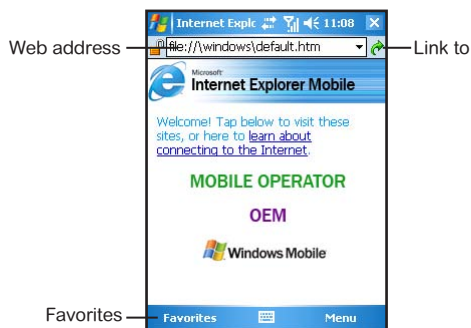 Internet Explc 11:08
Web address
file://\windows\default.htm
Link to
Microsoft
Internet Explorer Mobile
Welcome! Tap below to visit these
sites, or here to learn about
connecting to the Internet.
MOBILE OPERATOR
OEM
Windows Mobile
Favorites
Favorites
Menu